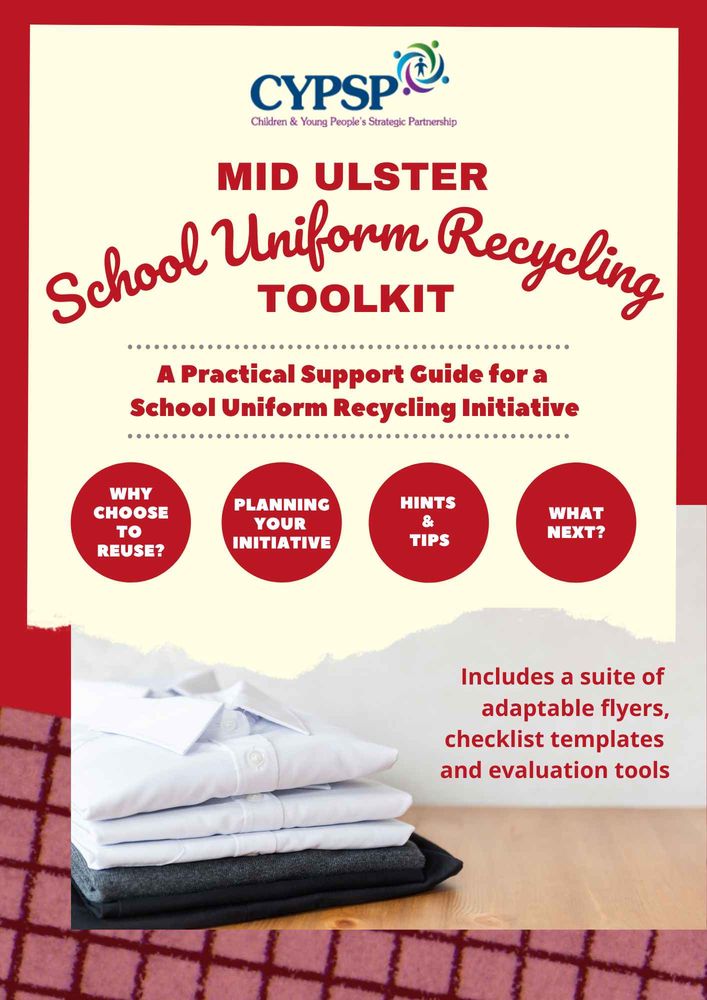 CYPSP
Children & Young People's Strategic Partnership
MID ULSTER
School Uniform Recycling
TOOLKIT
A Practical Support Guide for a
School Uniform Recycling Initiative
WHY
CHOOSE
TO
REUSE?
PLANNING
YOUR
INITIATIVE
HINTS
&
TIPS
WHAT
NEXT?
Includes a suite of
adaptable flyers,
checklist templates
and evaluation tools